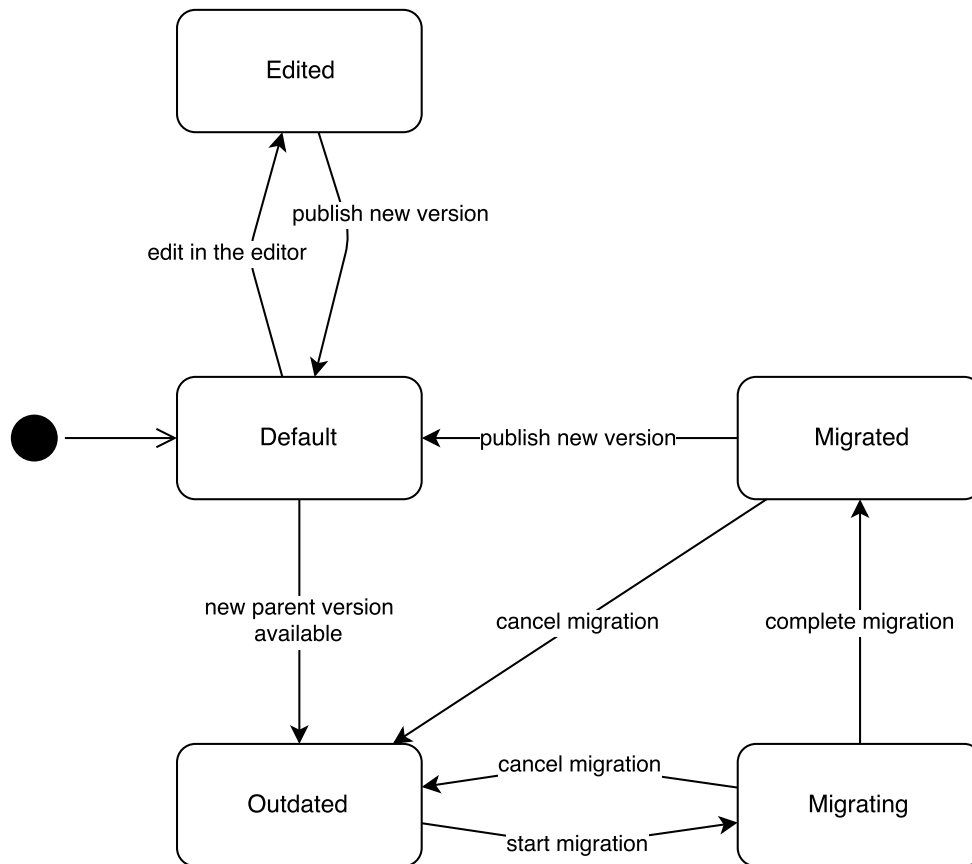 Edited
publish new version
edit in the editor
Default
publish new version
Migrated
new parent version
available
cancel migration
complete migration
cancel migration
Outdated
Migrating
start migration